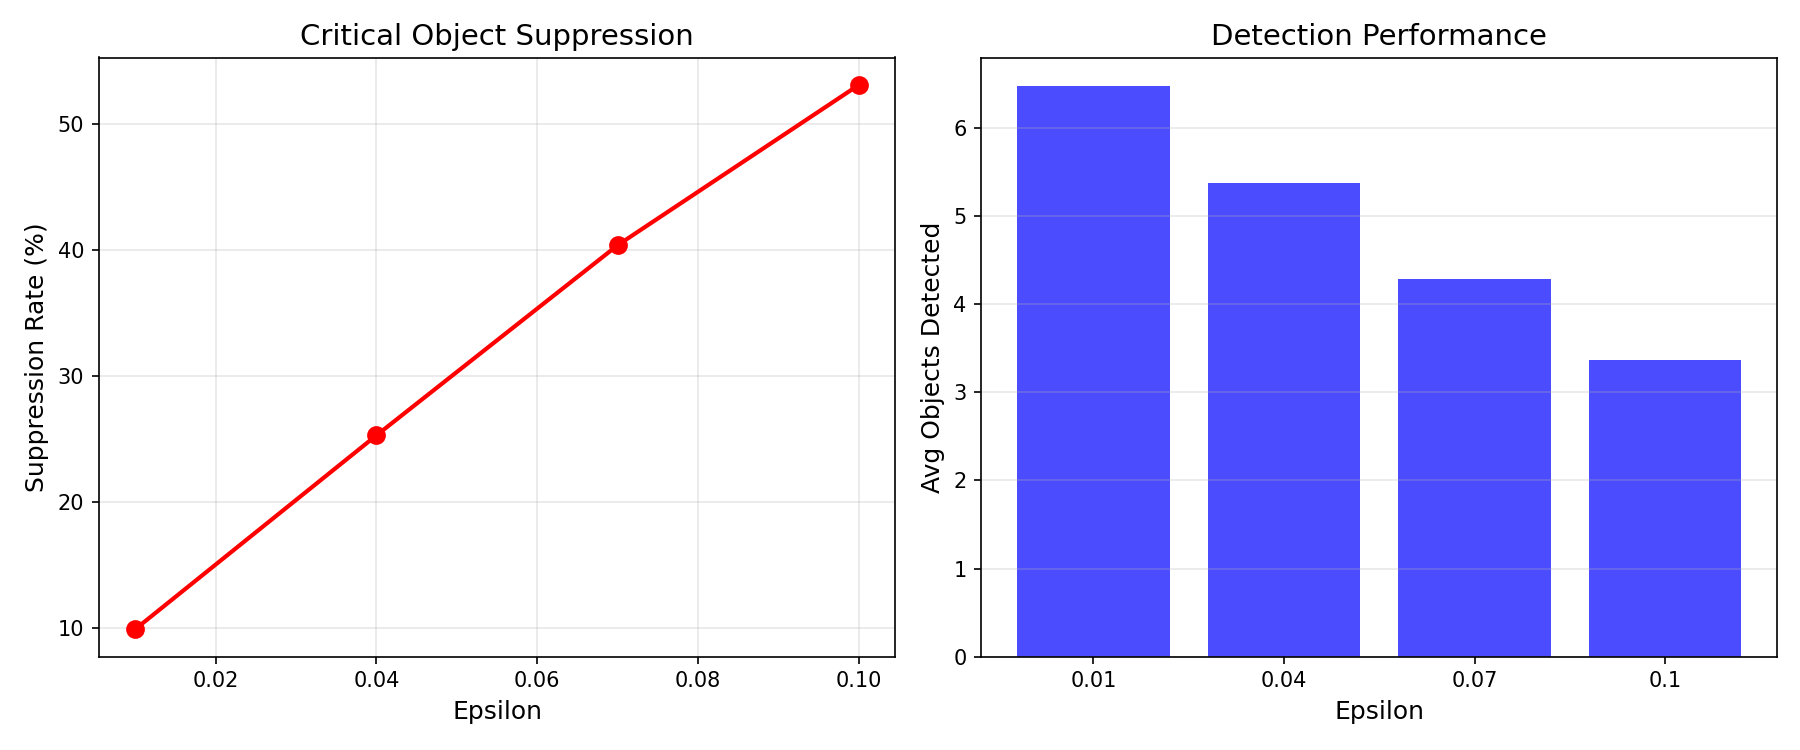 Critical Object Suppression
Suppression Rate (%)
50
40
30
20
10
0.02 0.04 0.06 0.08 0.10
Epsilon
Detection Performance
Avg Objects Detected
6
5
4
3
2
1
0
0.01 0.04 0.07 0.1
Epsilon